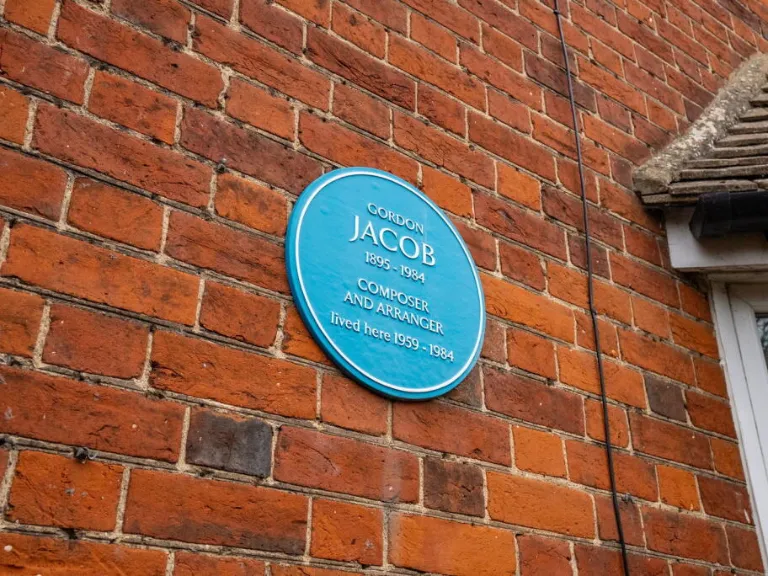 GORDON
JACOB
1895 - 1984
COMPOSER
AND ARRANGER
lived here 1959 - 1984